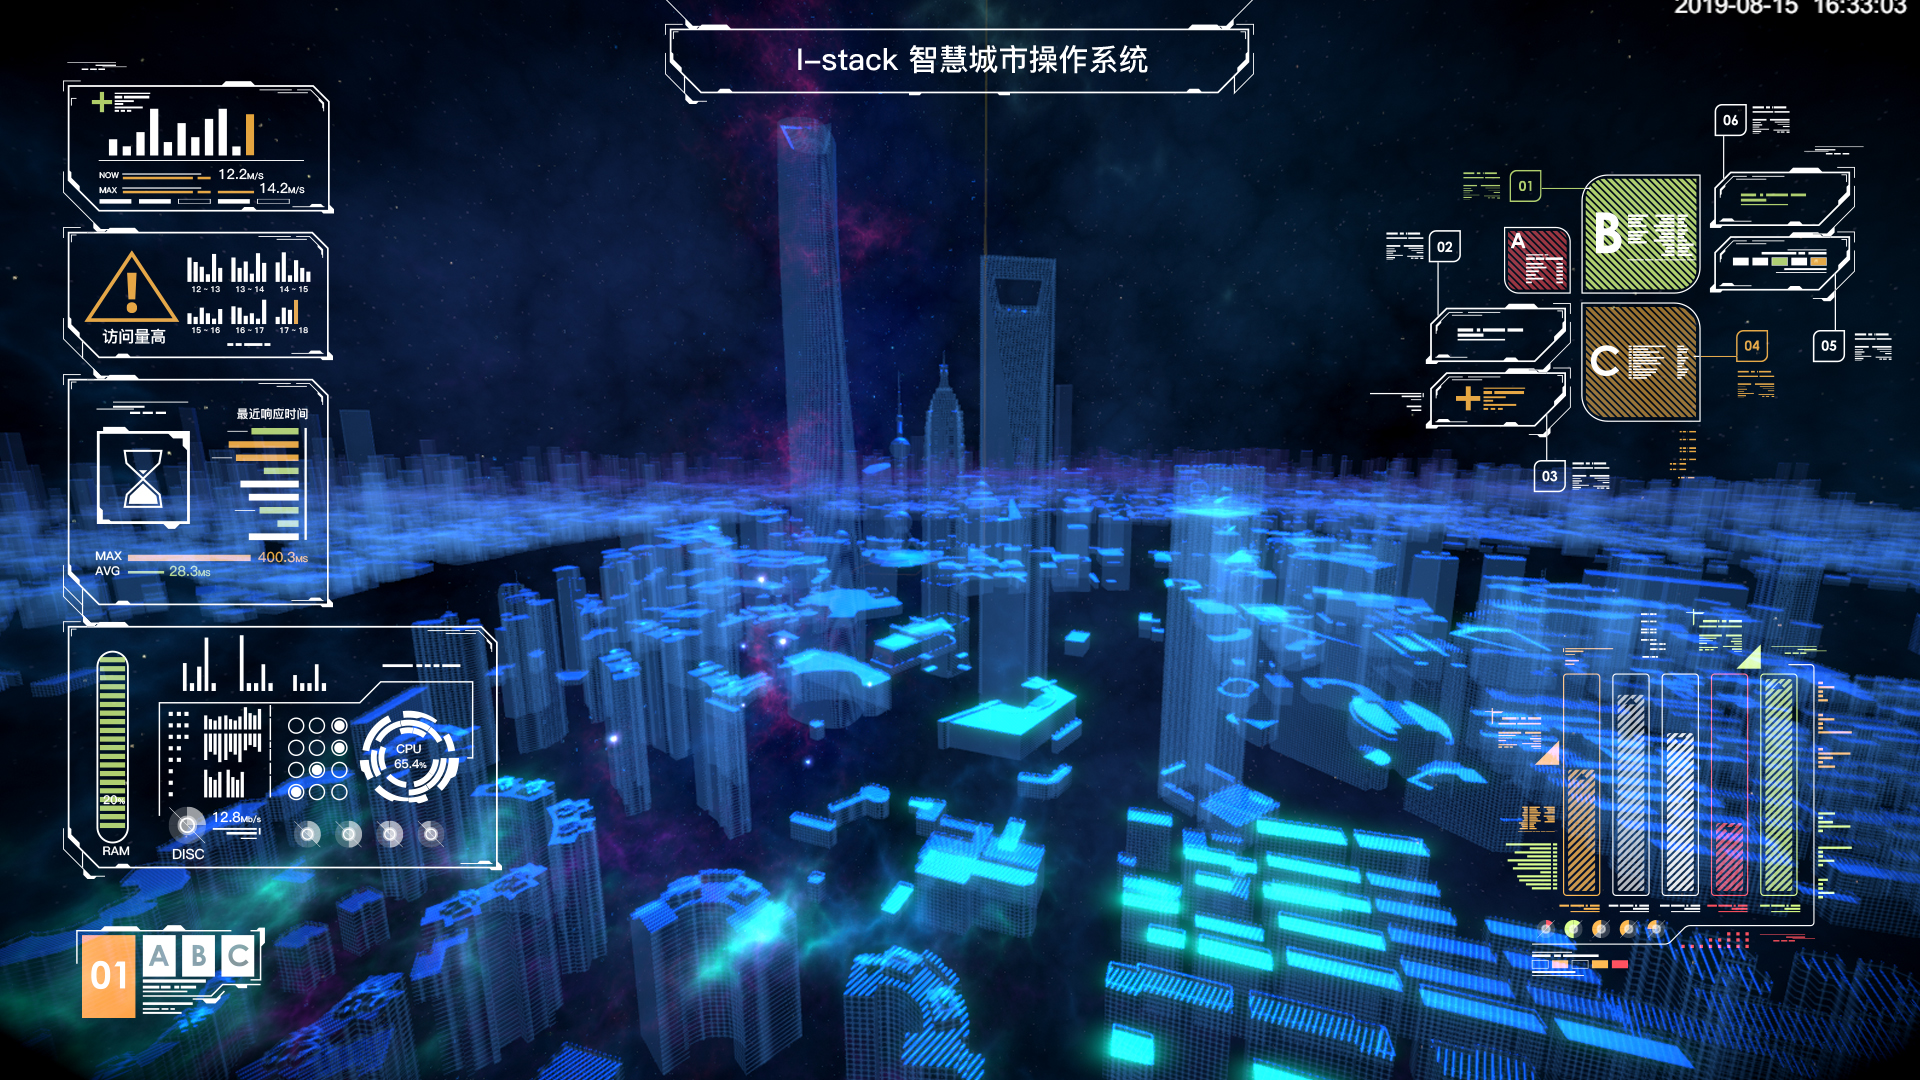 2019-08-15 16:33:03
I-stack 智慧城市操作系统
NOW 12.2M/S
MAX 14.2M/S
12~13 13~14 14~15
15~16 16~17 17~18
访问量高
最近响应时间
MAX 400.3MS
AVG 28.3MS
CPU
65.4%
20%
RAM
12.8Mb/s
DISC
01 A B C
06
01
B
02
A
C
04
05
03